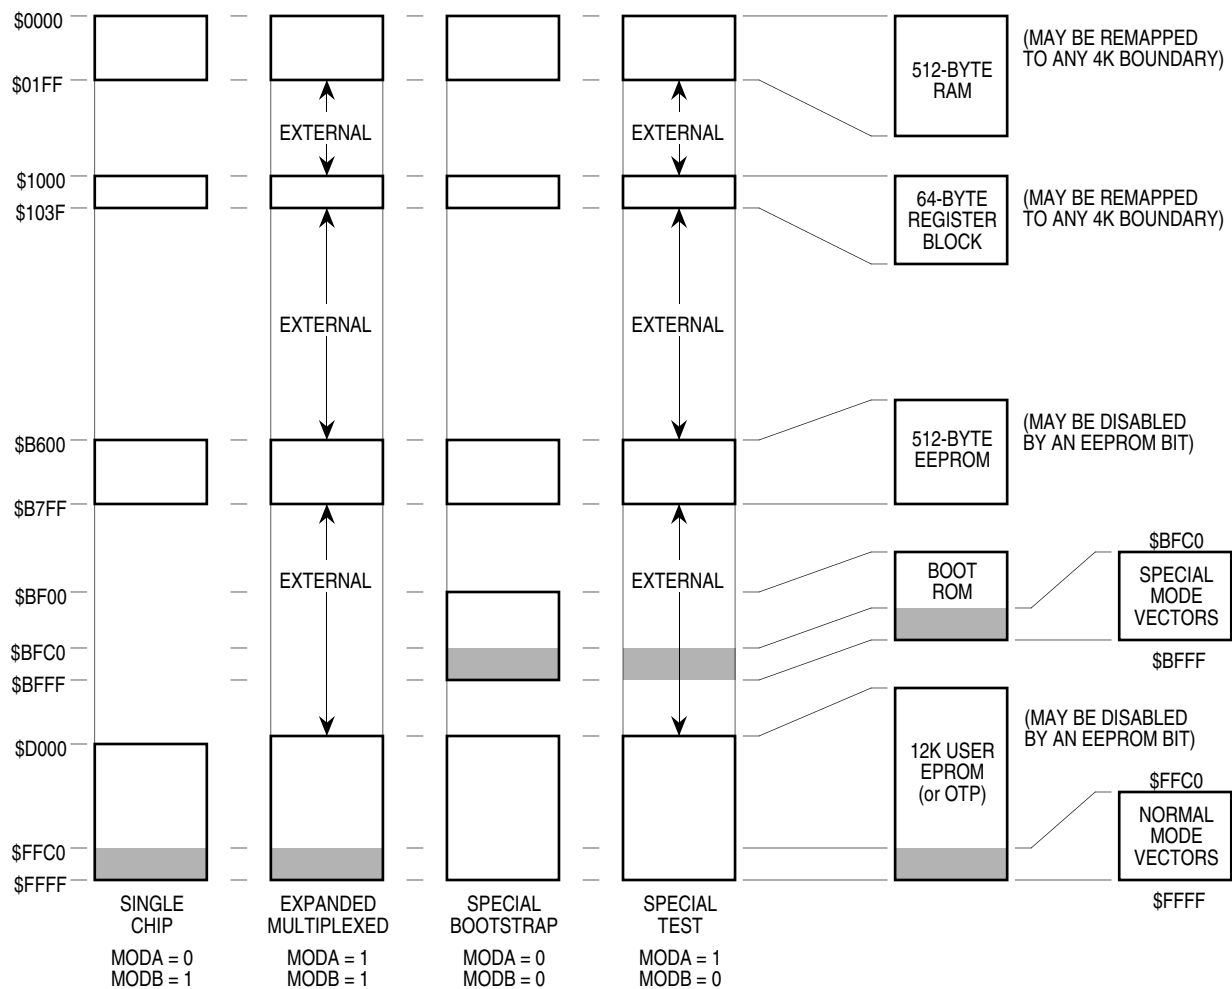 $0000
$01FF
$1000
$103F
$B600
$B7FF
$BF00
$BFC0
$BFFF
$D000
$FFC0
$FFFF
EXTERNAL
EXTERNAL
EXTERNAL
EXTERNAL
EXTERNAL
EXTERNAL
512-BYTE
RAM
(MAY BE REMAPPED
TO ANY 4K BOUNDARY)
64-BYTE
REGISTER
BLOCK
(MAY BE REMAPPED
TO ANY 4K BOUNDARY)
512-BYTE
EEPROM
(MAY BE DISABLED
BY AN EEPROM BIT)
BOOT
ROM
$BFC0
SPECIAL
MODE
VECTORS
$BFFF
12K USER
EPROM
(or OTP)
(MAY BE DISABLED
BY AN EEPROM BIT)
$FFC0
NORMAL
MODE
VECTORS
$FFFF
SINGLE
CHIP
MODA = 0
MODB = 1
EXPANDED
MULTIPLEXED
MODA = 1
MODB = 1
SPECIAL
BOOTSTRAP
MODA = 0
MODB = 0
SPECIAL
TEST
MODA = 1
MODB = 0